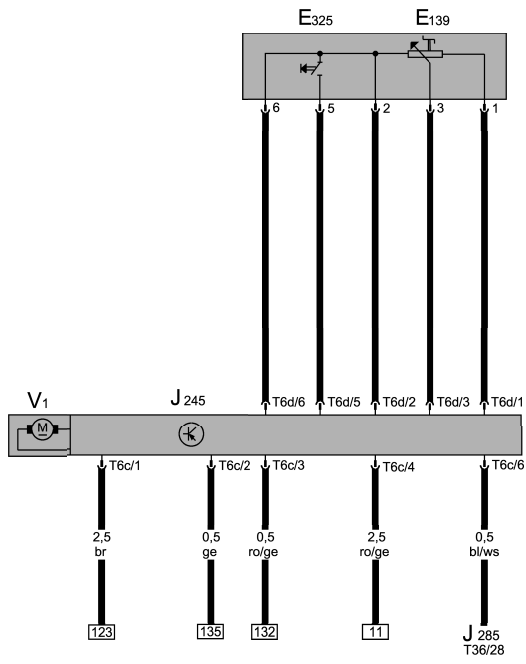 E325 E139
6 5 2 3 1
V1 J245 T6d/6 T6d/5 T6d/2 T6d/3 T6d/1
M
T6c/1 T6c/2 T6c/3 T6c/4 T6c/6
2,5 0,5 0,5 2,5 0,5
br ge ro/ge ro/ge bl/ws
123 135 132 11 J285
T36/28